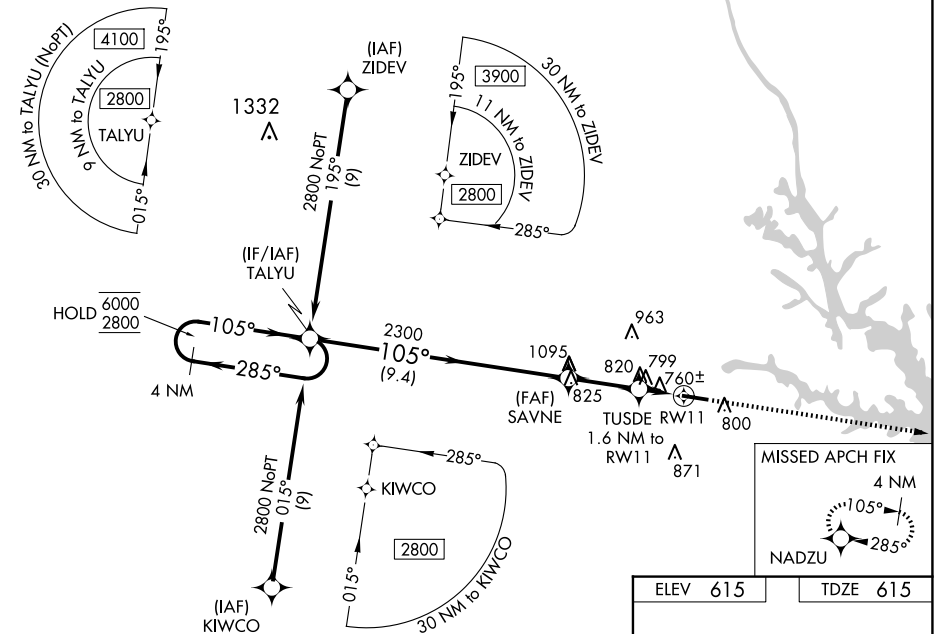 30 NM to TALYU (NoPT)
4100
195°
9 NM to TALYU
2800
TALYU
015°
1332
(IAF)
ZIDEV
2800 NoPT
195°
(9)
195°
3900
30 NM to ZIDEV
11 NM to ZIDEV
ZIDEV
2800
285°
(IF/IAF)
TALYU
HOLD 6000
2800
105°
285°
4 NM
2300
105°
(9.4)
1095
825
(FAF)
SAVNE
963
820
799
760±
TUSDE
1.6 NM to
RW11
RW11
800
871
2800 NoPT
015°
(9)
(IAF)
KIWCO
285°
KIWCO
2800
015°
30 NM to KIWCO
MISSED APCH FIX
4 NM
105°
285°
NADZU
ELEV 615
TDZE 615